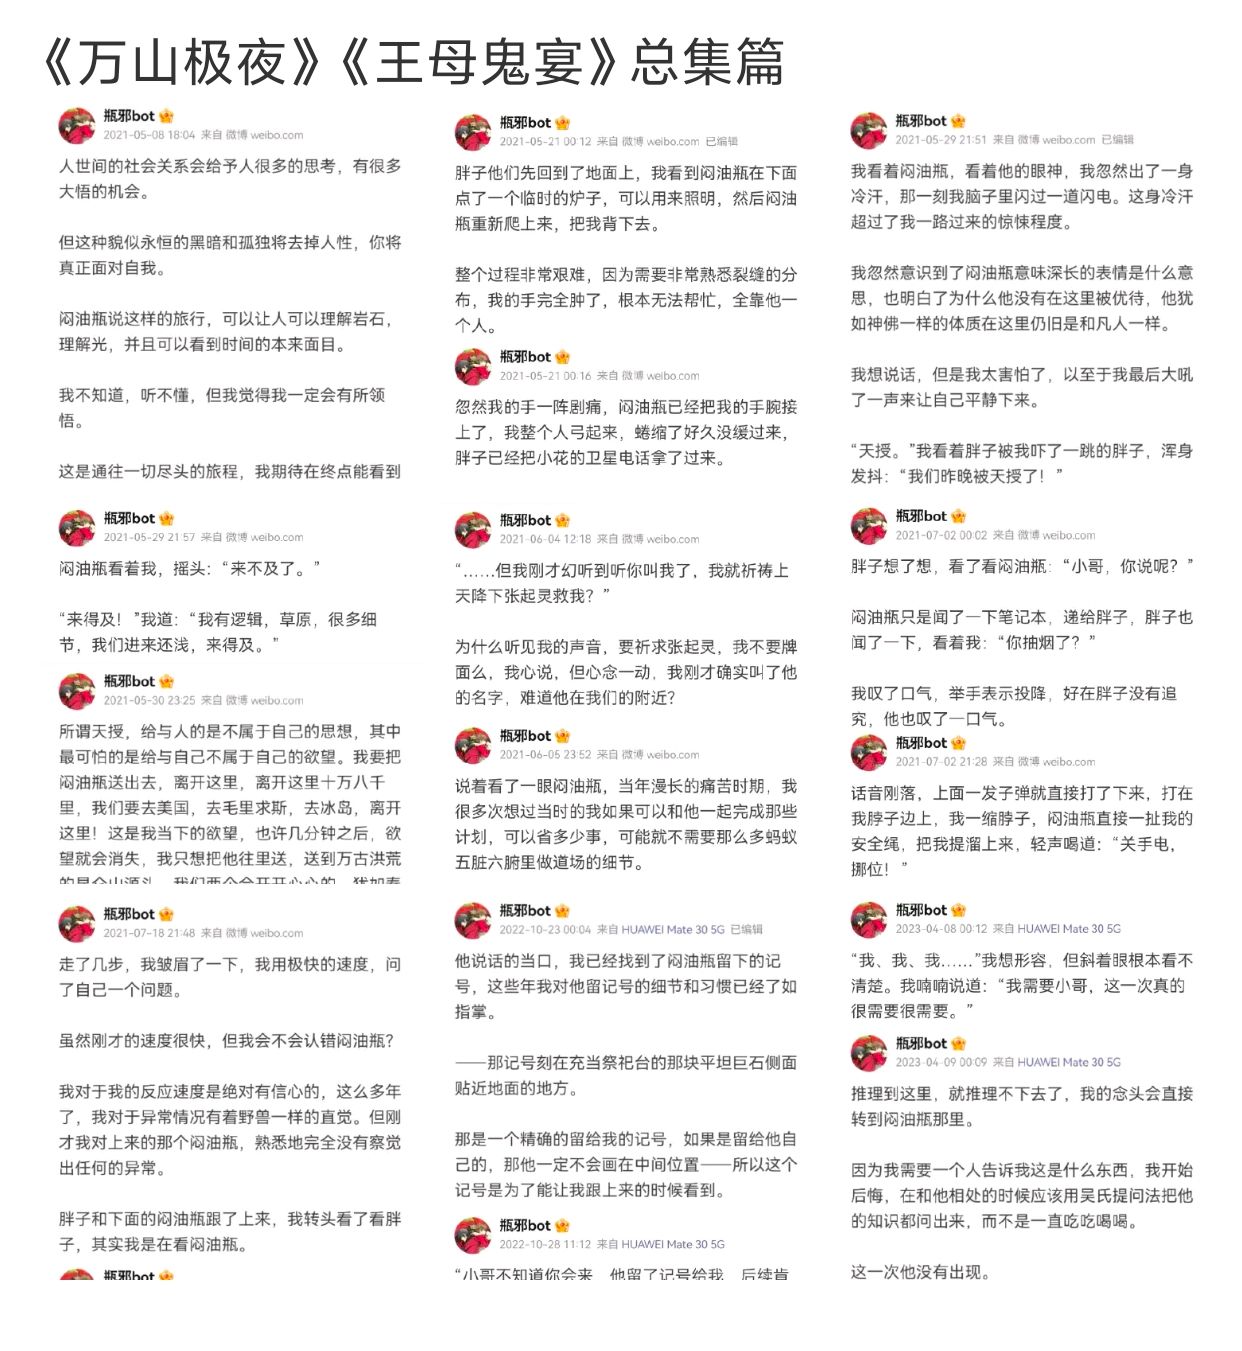 《万山极夜》《王母鬼宴》总集篇
瓶邪bot
2021-05-08 18:04 来自 微博 weibo.com
人世间的社会关系会给予人很多的思考，有很多
大悟的机会。
但这种貌似永恒的黑暗和孤独将去掉人性，你将
真正面对自我。
闷油瓶说这样的旅行，可以让人可以理解岩石，
理解光，并且可以看到时间的本来面目。
我不知道，听不懂，但我觉得我一定会有所领
悟。
这是通往一切尽头的旅程，我期待在终点能看到
瓶邪bot
2021-05-21 00:12 来自 微博 weibo.com 已编辑
胖子他们先回到了地面上，我看到闷油瓶在下面
点了一个临时的炉子，可以用来照明，然后闷油
瓶重新爬上来，把我背下去。
整个过程非常艰难，因为需要非常熟悉裂缝的分
布，我的手完全肿了，根本无法帮忙，全靠他一
个人。
瓶邪bot
2021-05-21 00:16 来自 微博 weibo.com
忽然我的手一阵剧痛，闷油瓶已经把我的手腕接
上了，我整个人弓起来，蜷缩了好久没缓过来，
胖子已经把小花的卫星电话拿了过来。
瓶邪bot
2021-05-29 21:51 来自 微博 weibo.com 已编辑
我看着闷油瓶，看着他的眼神，我忽然出了一身
冷汗，那一刻我脑子里闪过一道闪电。这身冷汗
超过了我一路过来的惊悚程度。
我忽然意识到了闷油瓶意味深长的表情是什么意
思，也明白了为什么他没有在这里被优待，他犹
如神佛一样的体质在这里仍旧是和凡人一样。
我想说话，但是我太害怕了，以至于我最后大吼
了一声来让自己平静下来。
“天授。”我看着胖子被我吓了一跳的胖子，浑身
发抖：“我们昨晚被天授了！”
瓶邪bot
2021-05-29 21:57 来自 微博 weibo.com
闷油瓶看着我，摇头：“来不及了。”
“来得及！”我道：“我有逻辑，草原，很多细
节，我们进来还浅，来得及。”
瓶邪bot
2021-05-30 23:25 来自 微博 weibo.com
所谓天授，给与人的是不属于自己的思想，其中
最可怕的是给与自己不属于自己的欲望。我要把
闷油瓶送出去，离开这里，离开这里十万八千
里，我们要去美国，去毛里求斯，去冰岛，离开
这里！这是我当下的欲望，也许几分钟之后，欲
望就会消失，我只想把他往里送，送到万古洪荒
瓶邪bot
2021-06-04 12:18 来自 微博 weibo.com
“……但我刚才幻听到听你叫我了，我就祈祷上
天降下张起灵救我？”
为什么听见我的声音，要祈求张起灵，我不要牌
面么，我心说，但心念一动，我刚才确实叫了他
的名字，难道他在我们的附近？
瓶邪bot
2021-06-05 23:52 来自 微博 weibo.com
说着看了一眼闷油瓶，当年漫长的痛苦时期，我
很多次想过当时的我如果可以和他一起完成那些
计划，可以省多少事，可能就不需要那么多蚂蚁
五脏六腑里做道场的细节。
瓶邪bot
2021-07-02 00:02 来自 微博 weibo.com
胖子想了想，看了看闷油瓶：“小哥，你说呢？”
闷油瓶只是闻了一下笔记本，递给胖子，胖子也
闻了一下，看着我：“你抽烟了？”
我叹了口气，举手表示投降，好在胖子没有追
究，他也叹了一口气。
瓶邪bot
2021-07-02 21:28 来自 微博 weibo.com
话音刚落，上面一发子弹就直接打了下来，打在
我脖子边上，我一缩脖子，闷油瓶直接一扯我的
安全绳，把我提溜上来，轻声喝道：“关手电，
挪位！”
瓶邪bot
2021-07-18 21:48 来自 微博 weibo.com
走了几步，我皱眉了一下，我用极快的速度，问
了自己一个问题。
虽然刚才的速度很快，但我会不会认错闷油瓶？
我对于我的反应速度是绝对有信心的，这么多年
了，我对于异常情况有着野兽一样的直觉。但刚
才我对上来的那个闷油瓶，熟悉地完全没有察觉
出任何的异常。
胖子和下面的闷油瓶跟了上来，我转头看了看胖
子，其实我是在看闷油瓶。
瓶邪bot
瓶邪bot
2022-10-23 00:04 来自 HUAWEI Mate 30 5G 已编辑
他说话的当口，我已经找到了闷油瓶留下的记
号，这些年我对他留记号的细节和习惯已经了如
指掌。
——那记号刻在充当祭祀台的那块平坦巨石侧面
贴近地面的地方。
那是一个精确的留给我的记号，如果是留给他自
己的，那他一定不会画在中间位置——所以这个
记号是为了能让我跟上来的时候看到。
瓶邪bot
2022-10-28 11:12 来自 HUAWEI Mate 30 5G
“小哥不知道你会来，他留了记号给我，后续肯
瓶邪bot
2023-04-08 00:12 来自 HUAWEI Mate 30 5G
“我、我、我……”我想形容，但斜着眼根本看不
清楚。我喃喃说道：“我需要小哥，这一次真的
很需要很需要。”
瓶邪bot
2023-04-09 00:09 来自 HUAWEI Mate 30 5G
推理到这里，就推理不下去了，我的念头会直接
转到闷油瓶那里。
因为我需要一个人告诉我这是什么东西，我开始
后悔，在和他相处的时候应该用吴氏提问法把他
的知识都问出来，而不是一直吃吃喝喝。
这一次他没有出现。